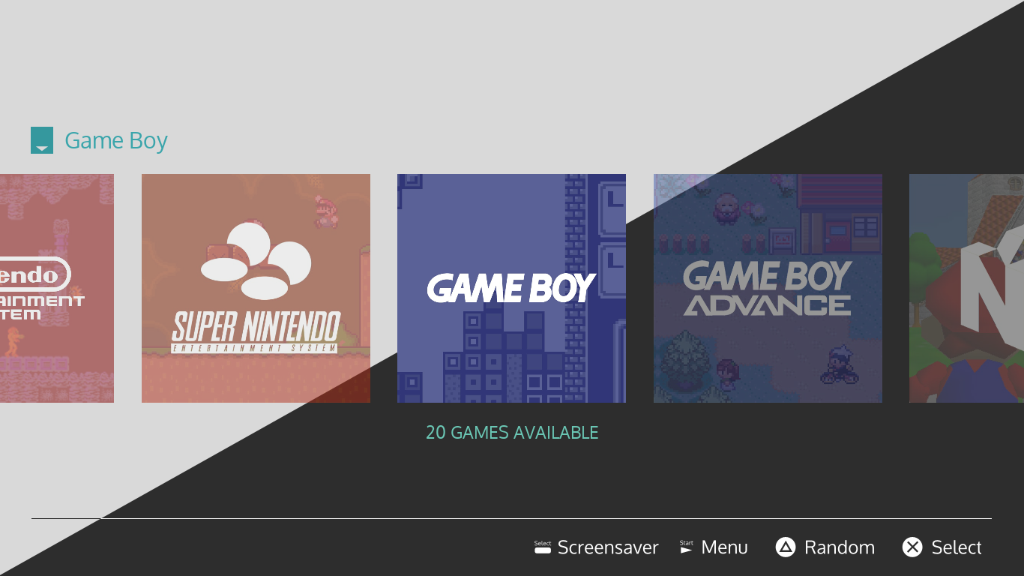 Game Boy
endo
AINMENT
TEM
SUPER NINTENDO
ENTERTAINMENT SYSTEM
GAME BOY
GAME BOY
ADVANCE
N
20 GAMES AVAILABLE
Select Screensaver
Start Menu
Random
Select